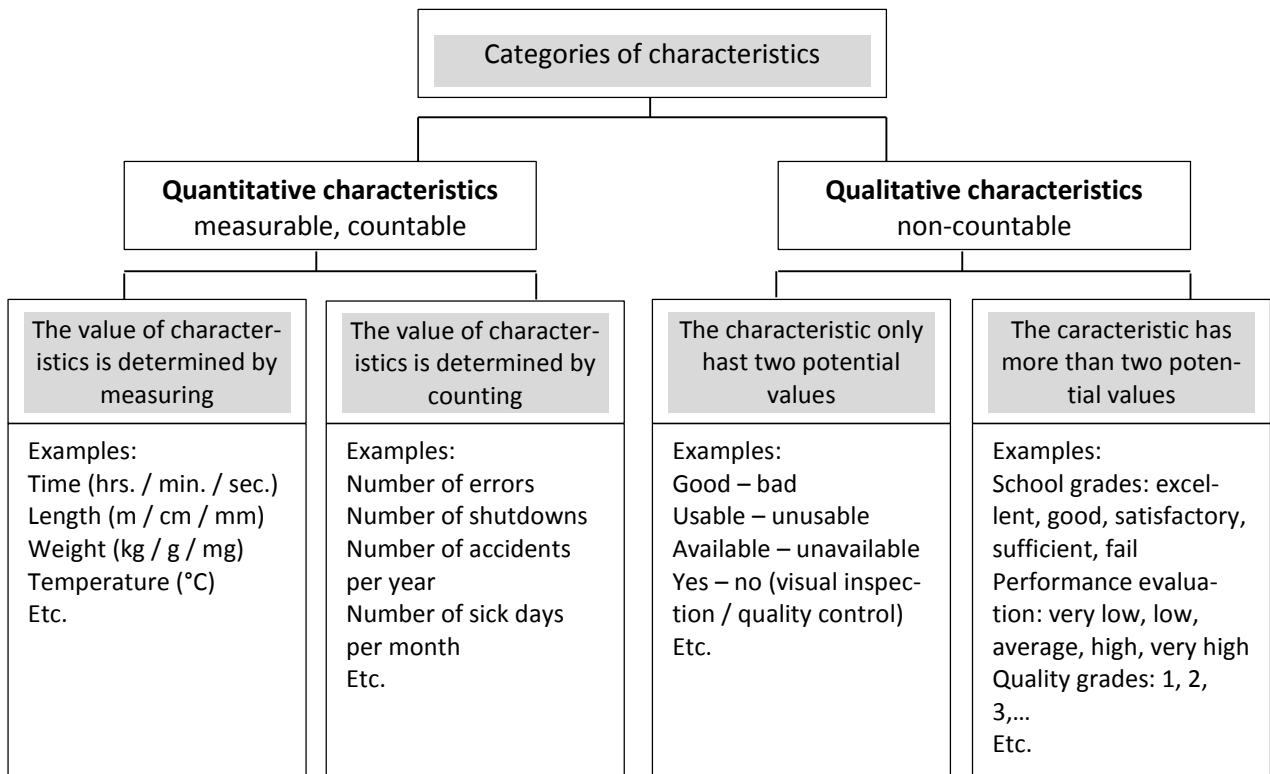 Categories of characteristics
Quantitative characteristics
measurable, countable
Qualitative characteristics
non-countable
The value of character-
istics is determined by
measuring
Examples:
Time (hrs. / min. / sec.)
Length (m / cm / mm)
Weight (kg / g / mg)
Temperature (°C)
Etc.
The value of character-
istics is determined by
counting
Examples:
Number of errors
Number of shutdowns
Number of accidents
per year
Number of sick days
per month
Etc.
The characteristic only
hast two potential
values
Examples:
Good – bad
Usable – unusable
Available – unavailable
Yes – no (visual inspec-
tion / quality control)
Etc.
The caracteristic has
more than two poten-
tial values
Examples:
School grades: excel-
lent, good, satisfactory,
sufficient, fail
Performance evalua-
tion: very low, low,
average, high, very high
Quality grades: 1, 2,
3,...
Etc.